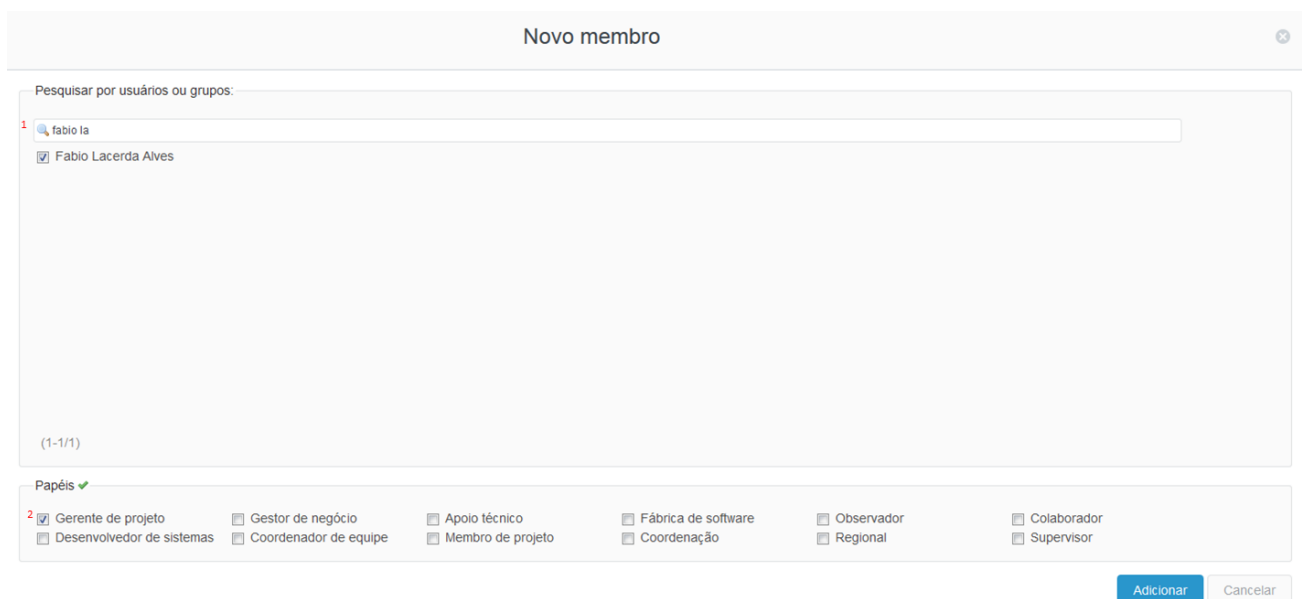 Novo membro
Pesquisar por usuários ou grupos:
1 fabio la
Fabio Lacerda Alves
(1-1/1)
Papéis
2 Gerente de projeto Gestor de negócio Apoio técnico Fábrica de software Observador Colaborador
Desenvolvedor de sistemas Coordenador de equipe Membro de projeto Coordenação Regional Supervisor
Adicionar Cancelar